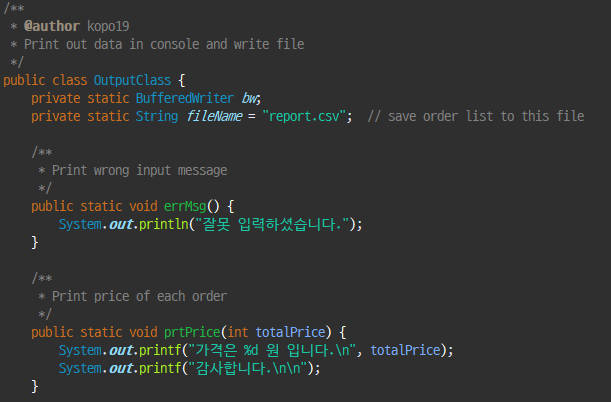 /**
 * @author kopo19
 * Print out data in console and write file
 */
public class OutputClass {
    private static BufferedWriter bw;
    private static String fileName = "report.csv";  // save order list to this file

    /**
     * Print wrong input message
     */
    public static void errMsg() {
        System.out.println("잘못 입력하셨습니다.");
    }

    /**
     * Print price of each order
     */
    public static void prtPrice(int totalPrice) {
        System.out.printf("가격은 %d 원 입니다.\n", totalPrice);
        System.out.printf("감사합니다.\n\n");
    }